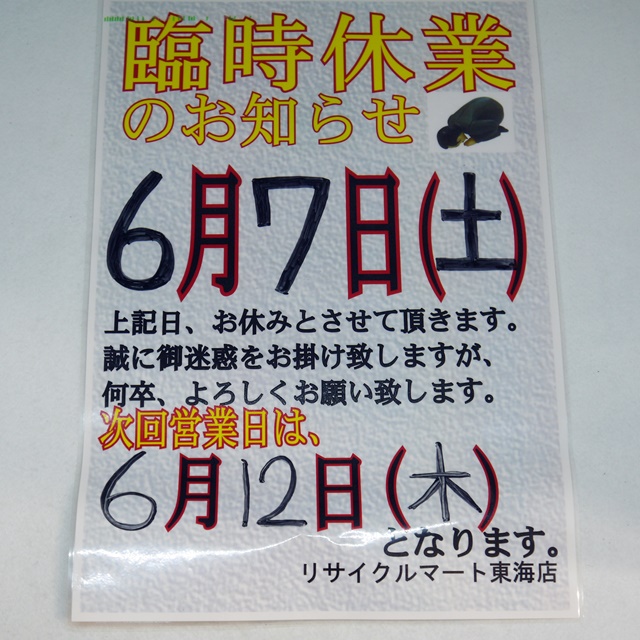 臨時休業
のお知らせ
6月7日(土)
上記日、お休みとさせて頂きます。
誠に御迷惑をお掛け致しますが、
何卒、よろしくお願い致します。
次回営業日は、
6月12日(木)
となります。
リサイクルマート東海店